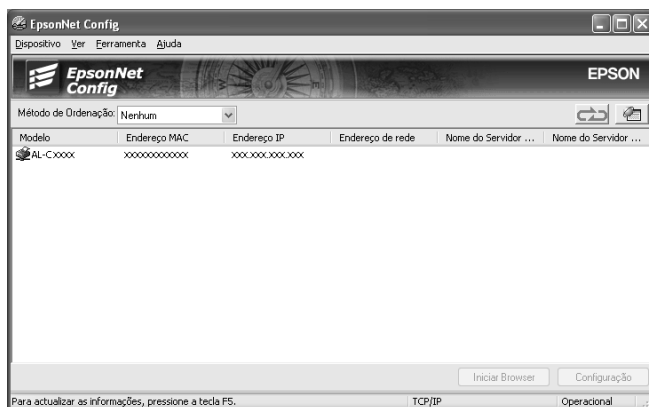 EpsonNet Config
Dispositivo Ver Ferramenta Ajuda
EpsonNet
Config
EPSON
Método de Ordenação: Nenhum
Modelo Endereço MAC Endereço IP Endereço de rede Nome do Servidor ... Nome do Servidor ...
AL-CXXXX XXXXXXXXXXXX XXX.XXX.XXX.XXX
Iniciar Browser Configuração
Para actualizar as informações, pressione a tecla F5. TCP/IP Operacional